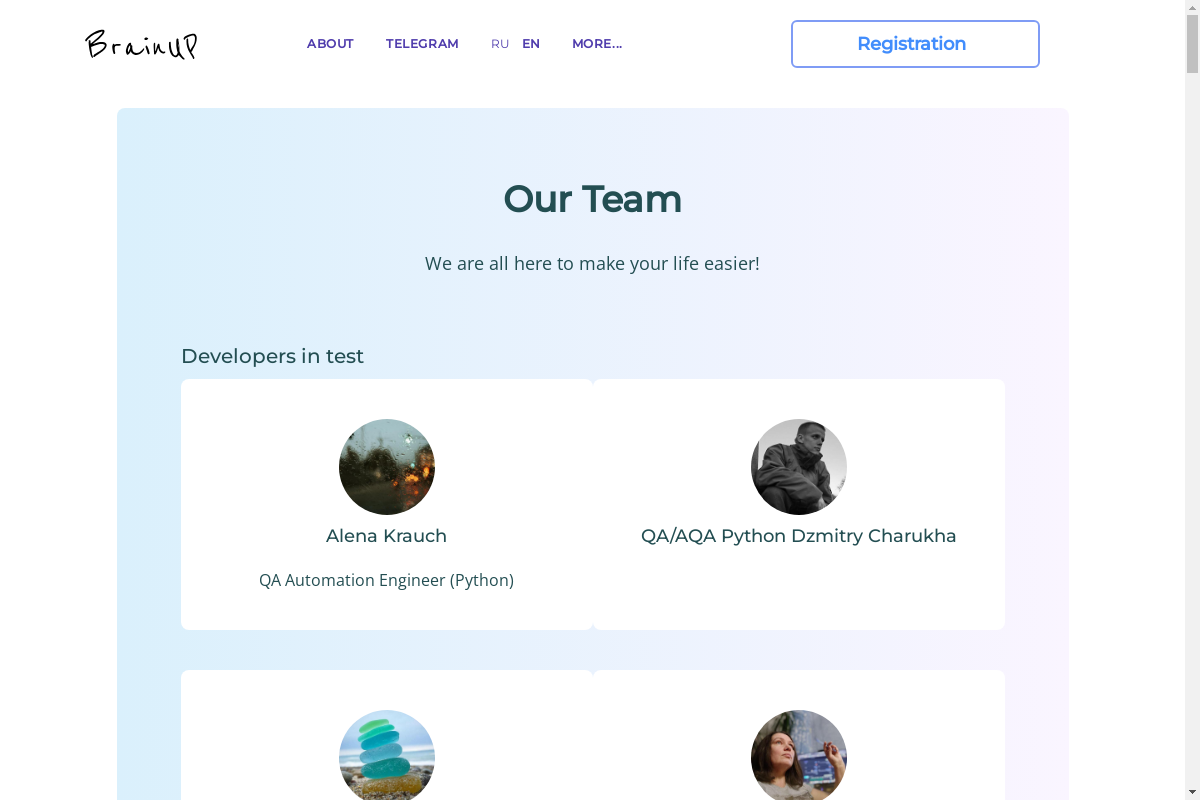 BrainUP
ABOUT
TELEGRAM
RU
EN
MORE...
Registration
Our Team
We are all here to make your life easier!
Developers in test
Alena Krauch
QA Automation Engineer (Python)
QA/AQA Python Dzmitry Charukha